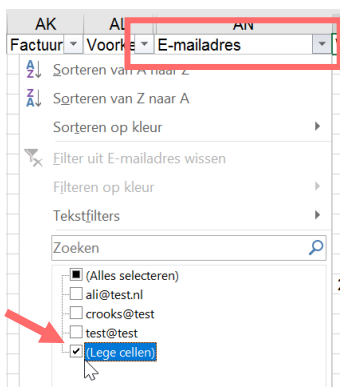 AK AL AN
Factuur Voorke E-mailadres
Sorteren van A naar Z
Sorteren van Z naar A
Sorteren op kleur
Filter uit E-mailadres wissen
Filteren op kleur
Tekstfilters
Zoeken
(Alles selecteren)
ali@test.nl
crooks@test
test@test
(Lege cellen)